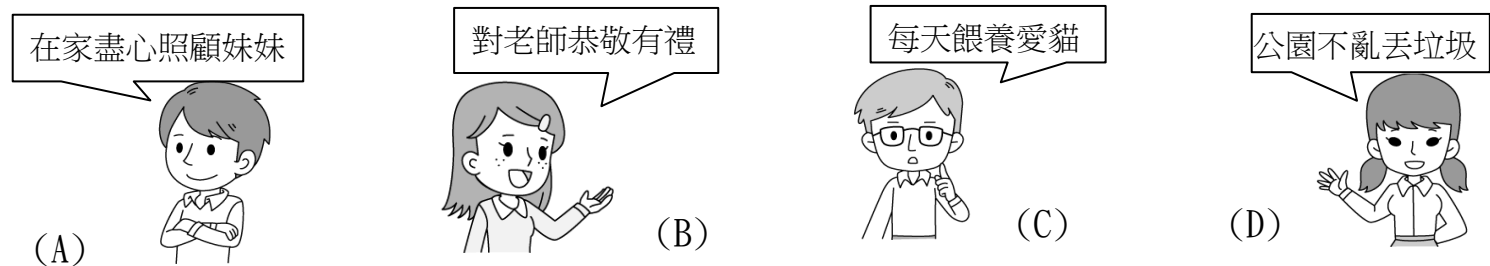 在家盡心照顧妹妹
對老師恭敬有禮
每天餵養愛貓
公園不亂丟垃圾
(A)
(B)
(C)
(D)